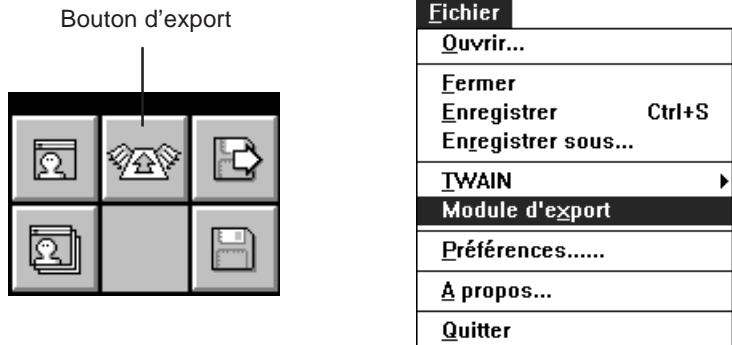 Bouton d'export
Fichier
Ouvrir...
Fermer
Enregistrer Ctrl+S
Enregistrer sous...
TWAIN
Module d'export
Préférences......
A propos...
Quitter